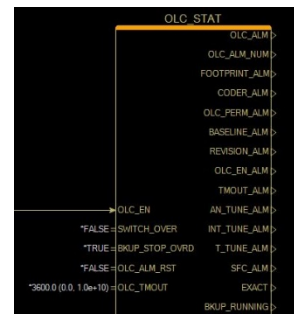 OLC_STAT
OLC_ALM
OLC_ALM_NUM
FOOTPRINT_ALM
CODER_ALM
OLC_PERM_ALM
BASELINE_ALM
REVISION_ALM
OLC_EN_ALM
TMOUT_ALM
OLC_EN AN_TUNE_ALM
*FALSE = SWITCH_OVER INT_TUNE_ALM
*TRUE = BKUP_STOP_OVRD T_TUNE_ALM
*FALSE = OLC_ALM_RST SFC_ALM
*3600.0 (0.0, 1.0e+10) = OLC_TMOUT EXACT
BKUP_RUNNING